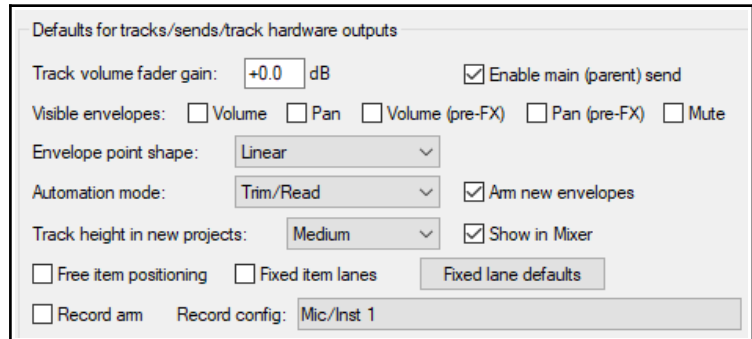 Defaults for tracks/sends/track hardware outputs
Track volume fader gain: +0.0 dB Enable main (parent) send
Visible envelopes: Volume Pan Volume (pre-FX) Pan (pre-FX) Mute
Envelope point shape: Linear
Automation mode: Trim/Read Arm new envelopes
Track height in new projects: Medium Show in Mixer
Free item positioning Fixed item lanes Fixed lane defaults
Record arm Record config: Mic/Inst 1